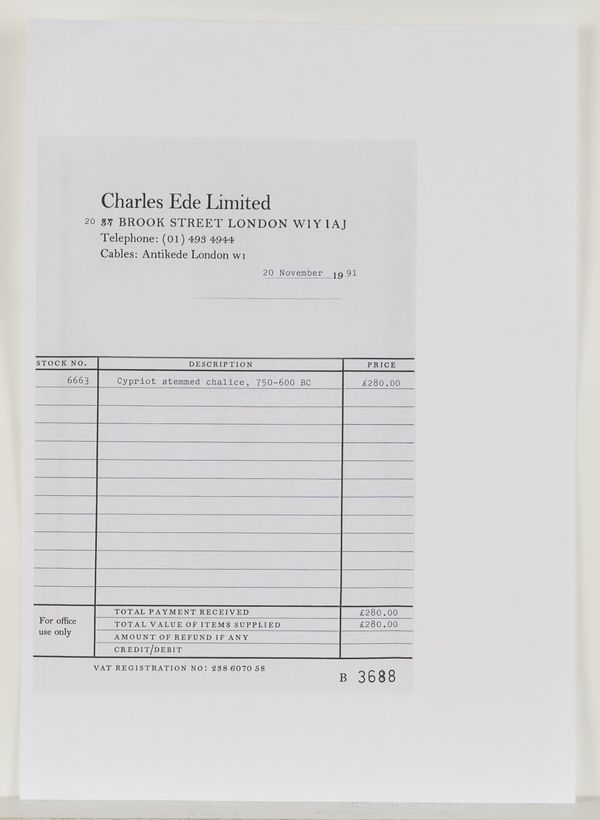 Charles Ede Limited
20 37 BROOK STREET LONDON W1Y 1AJ
Telephone: (01) 493 4944
Cables: Antikede London W1
20 November 1991
STOCK NO. DESCRIPTION PRICE
6663 Cypriot stemmed chalice, 750-600 BC £280.00
For office use only
TOTAL PAYMENT RECEIVED £280.00
TOTAL VALUE OF ITEMS SUPPLIED £280.00
AMOUNT OF REFUND IF ANY
CREDIT/DEBIT
VAT REGISTRATION NO: 238 6070 58
B 3688